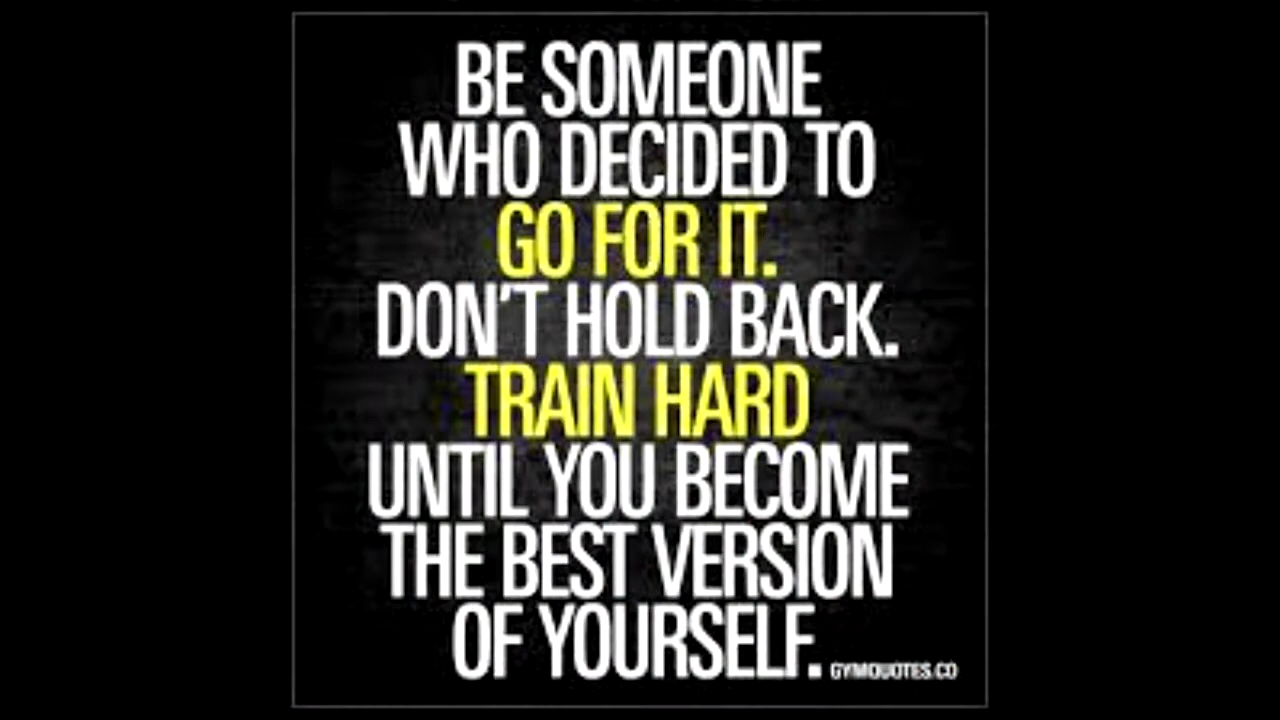 BE SOMEONE
WHO DECIDED TO
GO FOR IT.
DON'T HOLD BACK.
TRAIN HARD
UNTIL YOU BECOME
THE BEST VERSION
OF YOURSELF. GYMQUOTES.CO